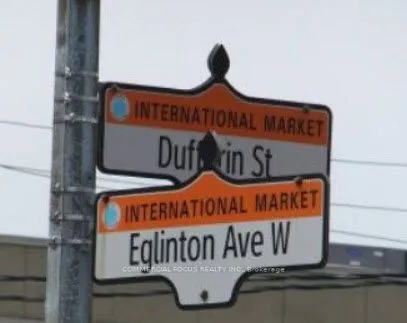 INTERNATIONAL MARKET
Dufferin St
INTERNATIONAL MARKET
Eglinton Ave W
COMMERCIAL FOCUS REALTY INC., Brokerage